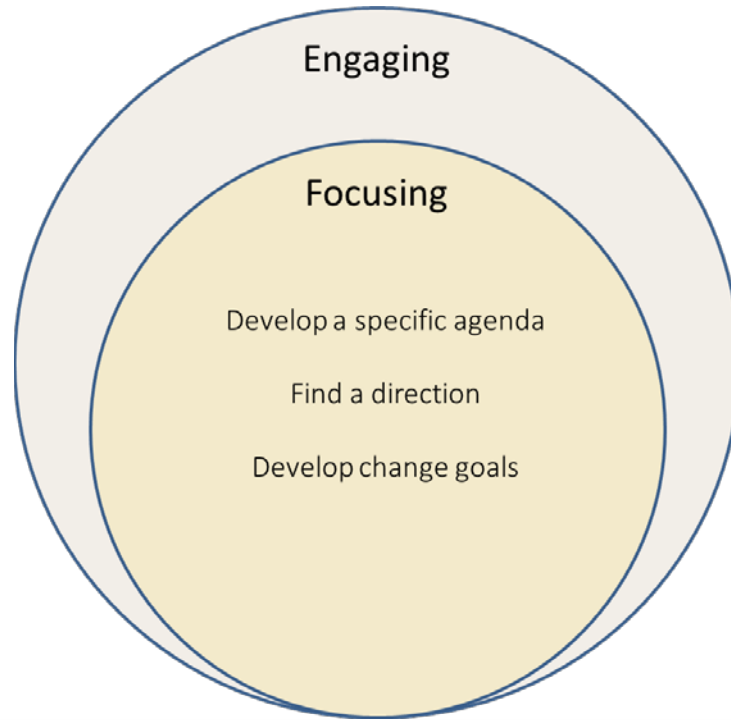 Engaging
Focusing
Develop a specific agenda
Find a direction
Develop change goals